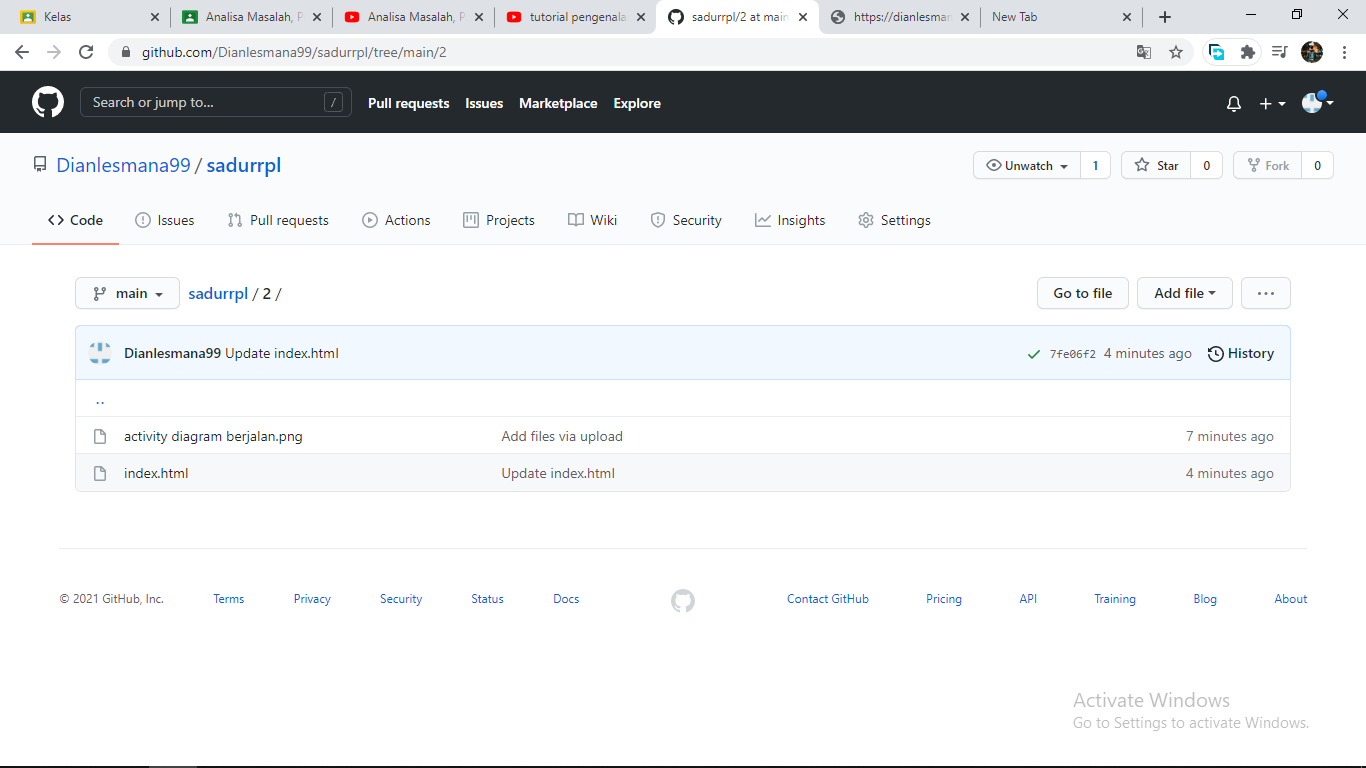 Kelas
Analisa Masalah, P
Analisa Masalah, P
tutorial pengenala
sadurrpl/2 at main
https://dianlesmar
New Tab
github.com/Dianlesmana99/sadurrpl/tree/main/2
Search or jump to... /
Pull requests Issues Marketplace Explore
Dianlesmana99 / sadurrpl
Unwatch 1 Star 0 Fork 0
Code Issues Pull requests Actions Projects Wiki Security Insights Settings
main sadurrpl / 2 /
Go to file Add file ...
Dianlesmana99 Update index.html 7fe06f2 4 minutes ago History
..
activity diagram berjalan.png Add files via upload 7 minutes ago
index.html Update index.html 4 minutes ago
© 2021 GitHub, Inc. Terms Privacy Security Status Docs Contact GitHub Pricing API Training Blog About
Activate Windows
Go to Settings to activate Windows.